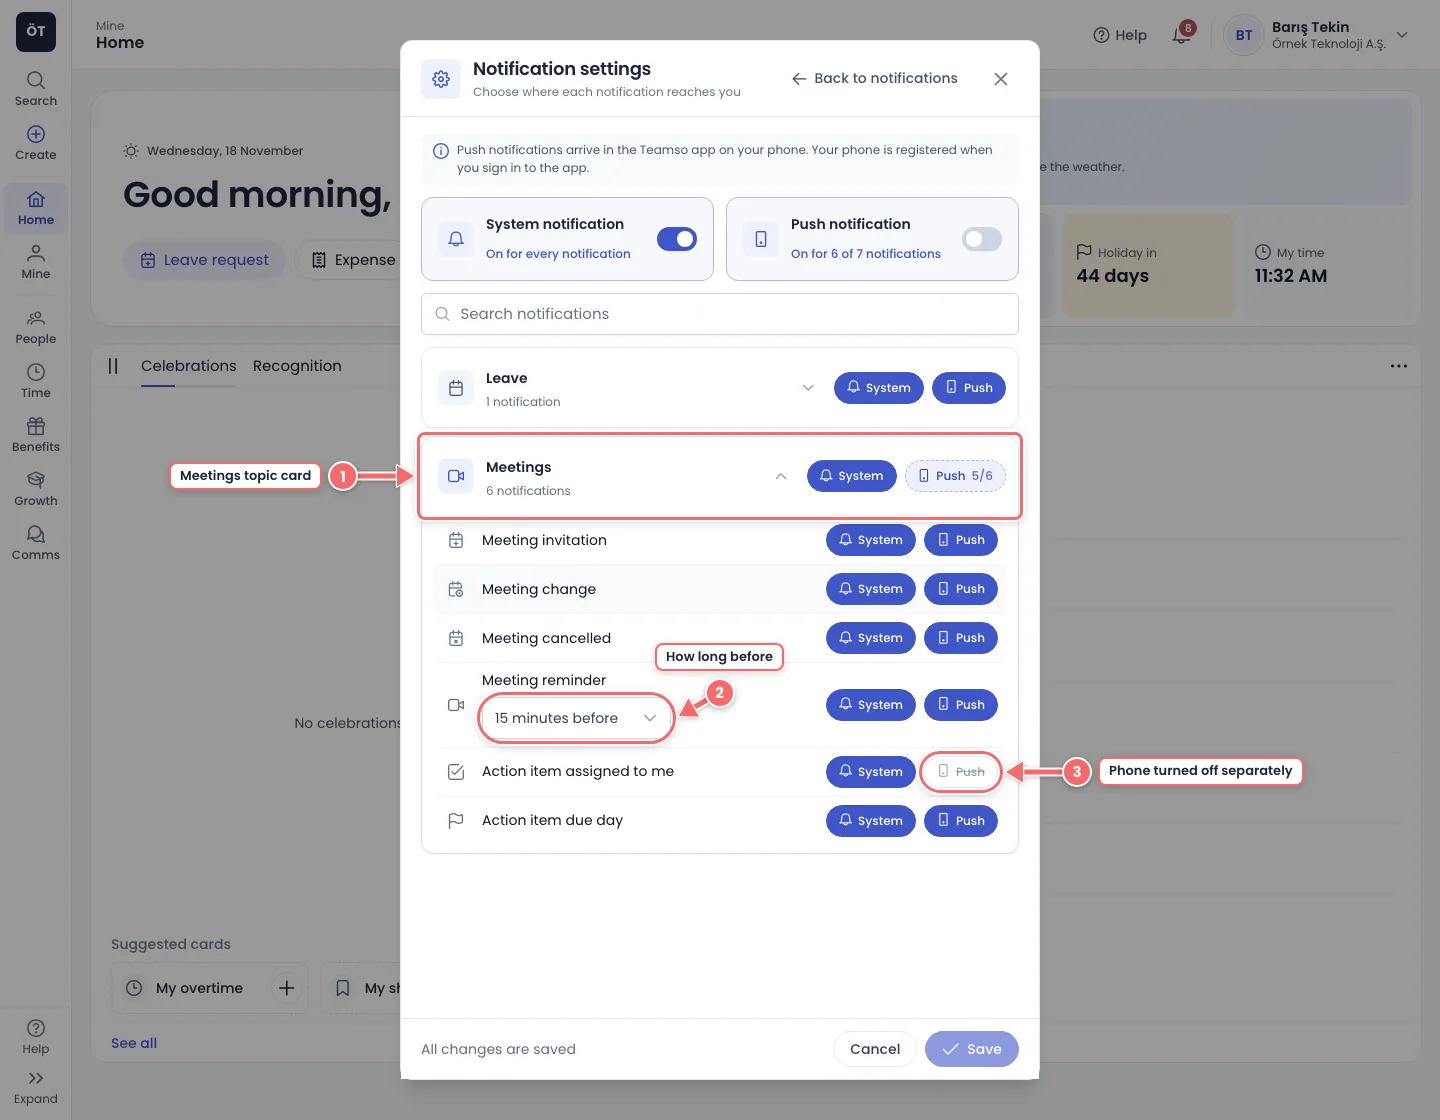 ÖT
Search
Create
Home
Mine
People
Time
Benefits
Growth
Comms
Help
Expand
Mine
Home
Help
8
BT
Barış Tekin
Örnek Teknoloji A.Ş.
Wednesday, 18 November
Good morning,
Leave request
Expense
e the weather.
Holiday in
44 days
My time
11:32 AM
Celebrations
Recognition
No celebrations
Suggested cards
My overtime
My sh
See all
Notification settings
Choose where each notification reaches you
Back to notifications
Push notifications arrive in the Teamso app on your phone. Your phone is registered when
you sign in to the app.
System notification
On for every notification
Push notification
On for 6 of 7 notifications
Search notifications
Leave
1 notification
System
Push
Meetings topic card
1
Meetings
6 notifications
System
Push 5/6
Meeting invitation
System
Push
Meeting change
System
Push
Meeting cancelled
System
Push
How long before
2
Meeting reminder
15 minutes before
System
Push
Action item assigned to me
System
Push
3
Phone turned off separately
Action item due day
System
Push
All changes are saved
Cancel
Save